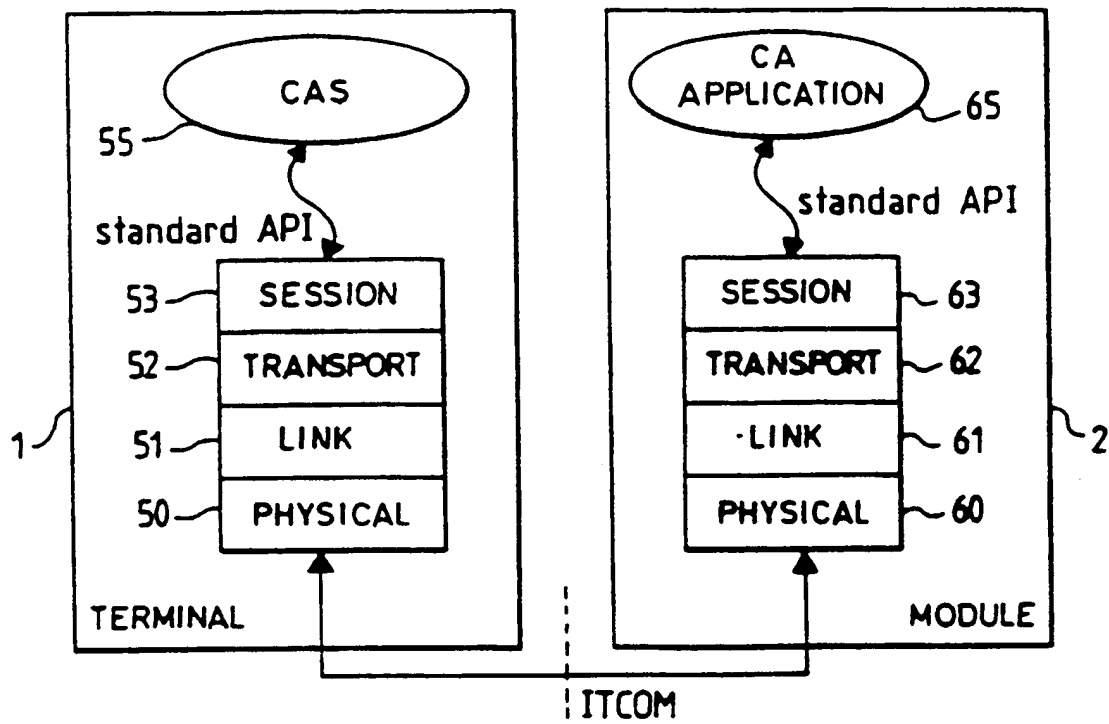 CAS
55
standard API
53
SESSION
52
TRANSPORT
51
LINK
50
PHYSICAL
1
TERMINAL
CA
APPLICATION
65
standard API
SESSION
63
TRANSPORT
62
LINK
61
PHYSICAL
60
2
MODULE
ITCOM